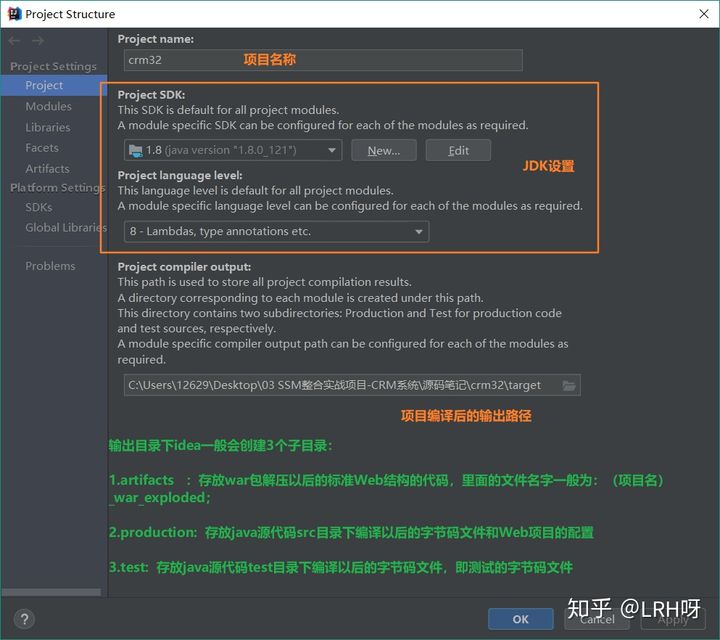 Project Structure
Project name:
Project Settings
crm32 项目名称
Project
Project SDK:
Modules
This SDK is default for all project modules.
Libraries
A module specific SDK can be configured for each of the modules as required.
Facets
1.8 (java version "1.8.0_121") New... Edit
Artifacts
JDK设置
Project language level:
Platform Settings
This language level is default for all project modules.
SDKs
A module specific language level can be configured for each of the modules as required.
Global Libraries
8 - Lambdas, type annotations etc.
Problems
Project compiler output:
This path is used to store all project compilation results.
A directory corresponding to each module is created under this path.
This directory contains two subdirectories: Production and Test for production code
and test sources, respectively.
A module specific compiler output path can be configured for each of the modules as
required.
C:\Users\12629\Desktop\03 SSM整合实战项目-CRM系统\源码笔记\crm32\target
项目编译后的输出路径
输出目录下idea一般会创建3个子目录：
1.artifacts ：存放war包解压以后的标准Web结构的代码，里面的文件名字一般为：（项目名）
_war_exploded；
2.production: 存放java源代码src目录下编译以后的字节码文件和Web项目的配置
3.test: 存放java源代码test目录下编译以后的字节码文件，即测试的字节码文件
知乎 @LRH呀
? OK Cancel Apply